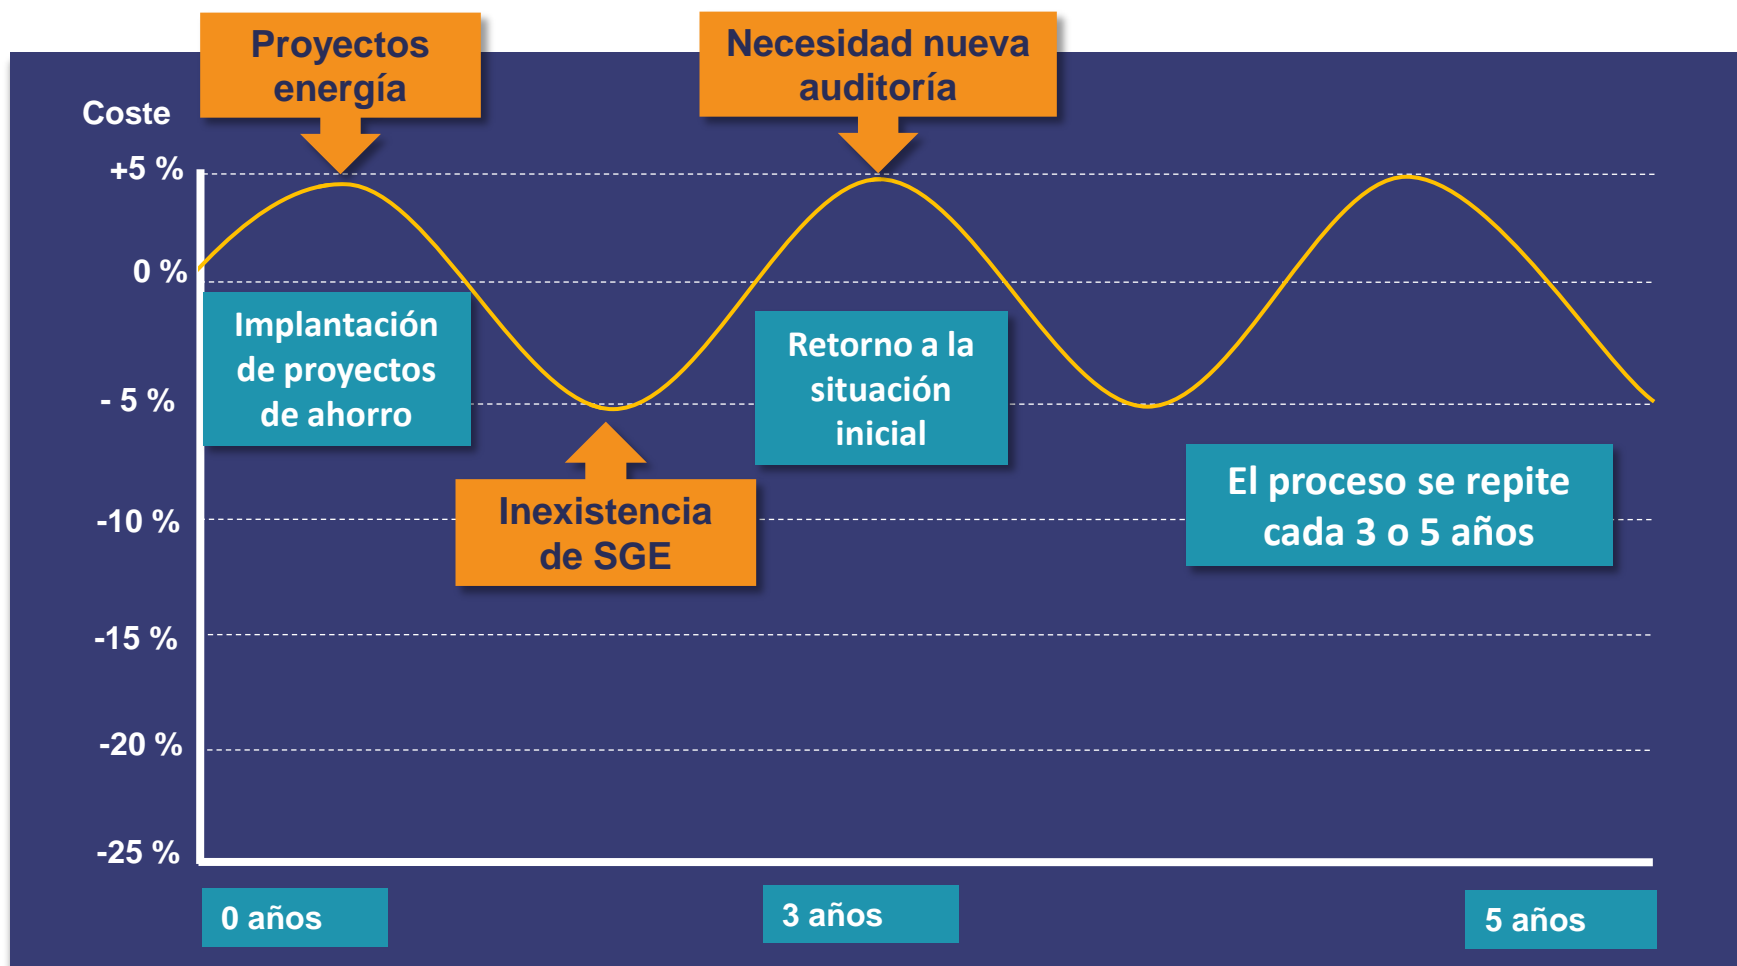 Proyectos
energía
Necesidad nueva
auditoría
Coste
+5 %
0 %
Implantación
de proyectos
de ahorro
Retorno a la
situación
inicial
- 5 %
El proceso se repite
cada 3 o 5 años
Inexistencia
de SGE
-10 %
-15 %
-20 %
-25 %
0 años
3 años
5 años